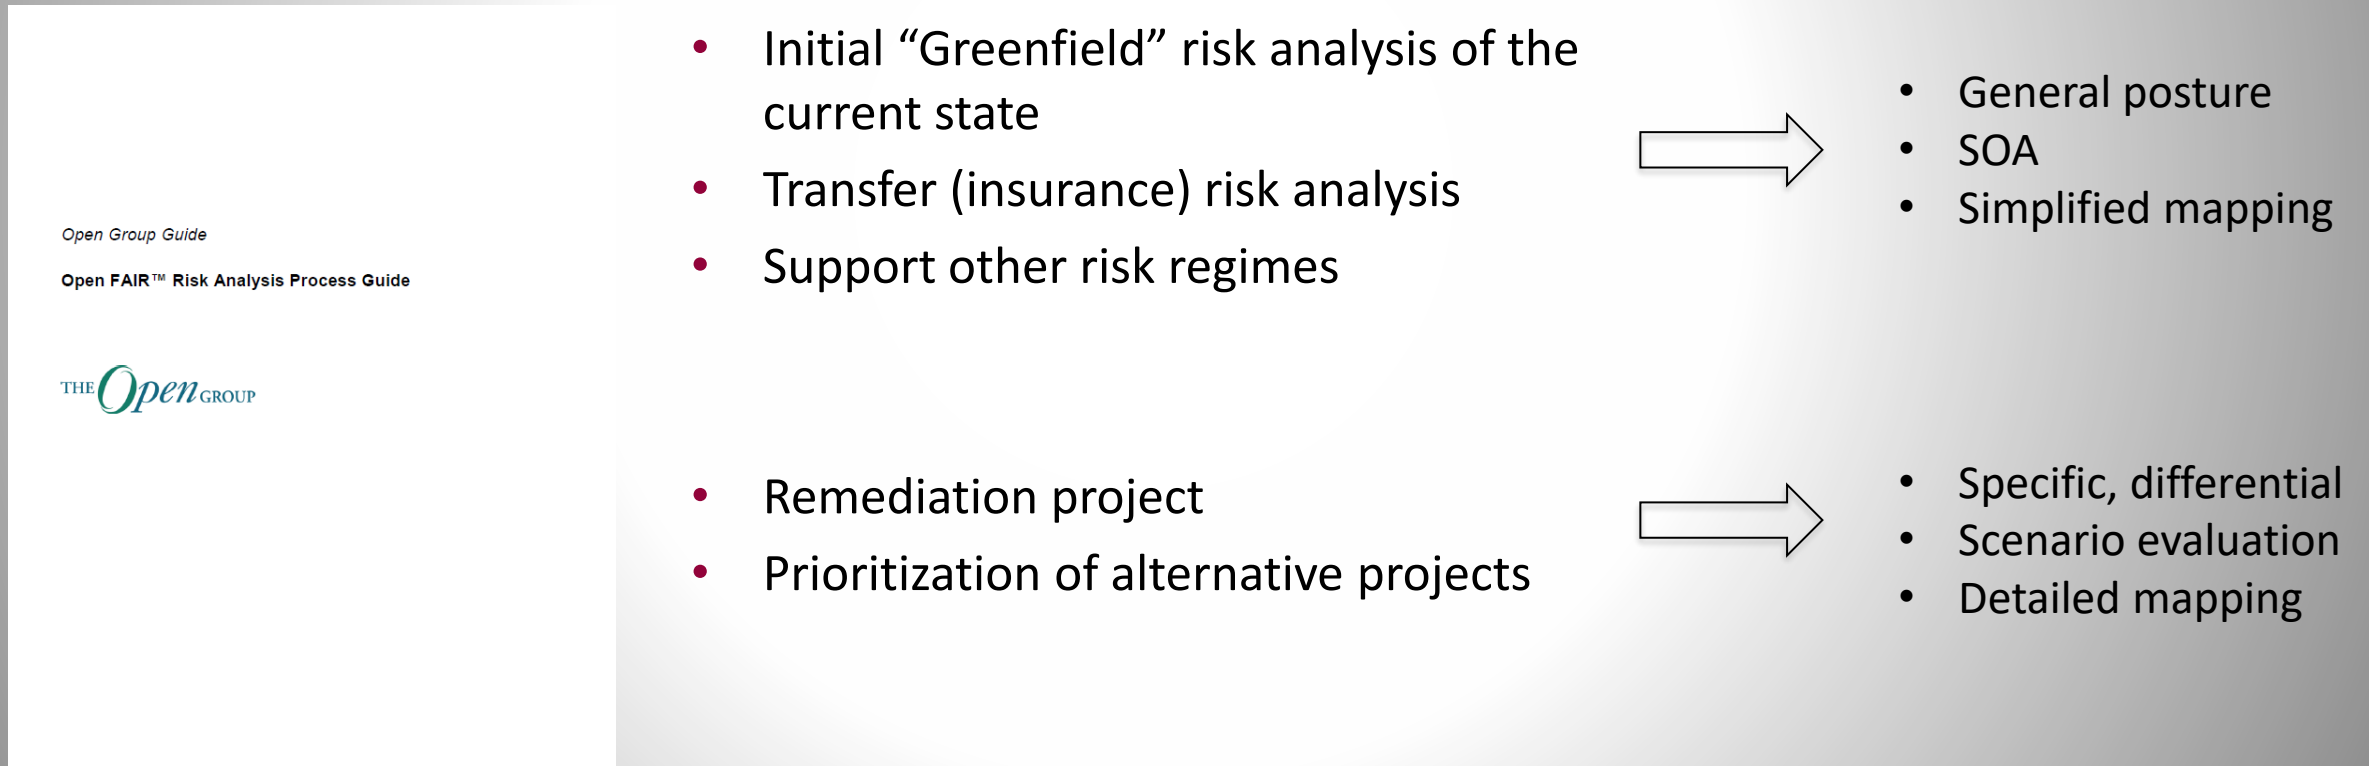 Open Group Guide
Open FAIR™ Risk Analysis Process Guide
THE Open GROUP
• Initial “Greenfield” risk analysis of the
current state
• Transfer (insurance) risk analysis
• Support other risk regimes
• General posture
• SOA
• Simplified mapping
• Remediation project
• Prioritization of alternative projects
• Specific, differential
• Scenario evaluation
• Detailed mapping